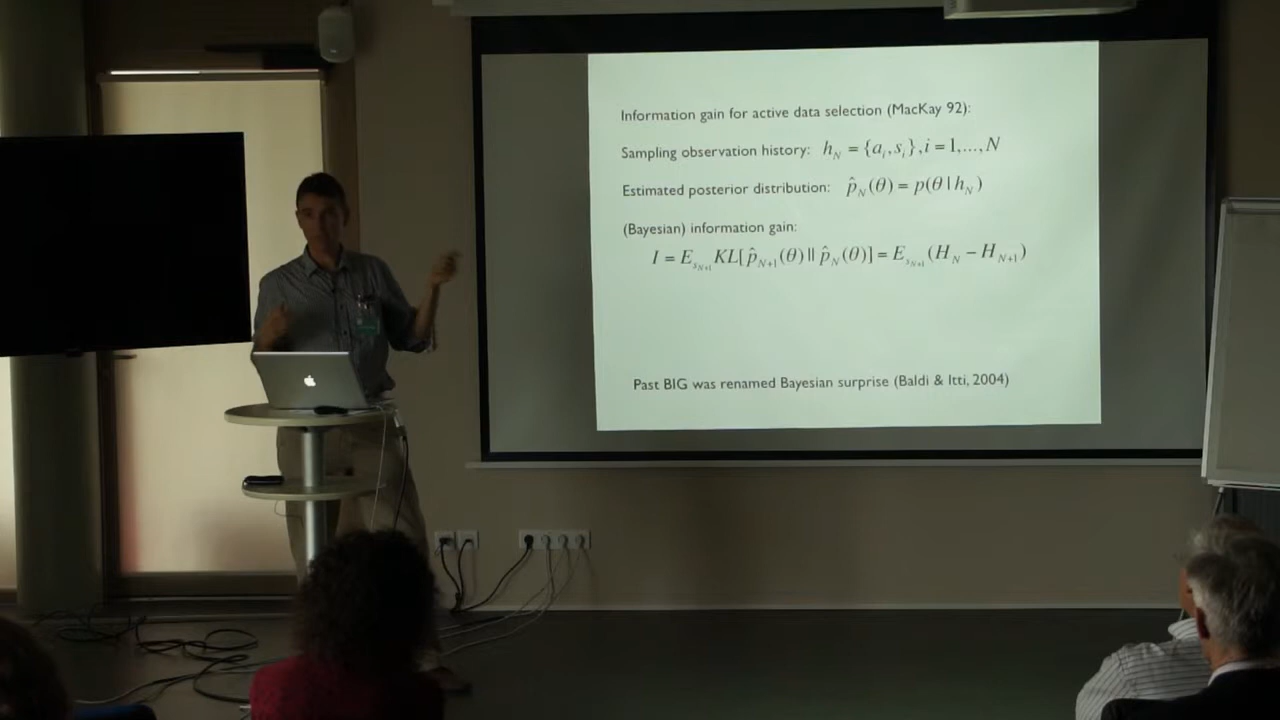 Information gain for active data selection (MacKay 92):
Sampling observation history: h_N = {a_i, s_i}, i = 1,...,N
Estimated posterior distribution: p̂_N(θ) = p(θ | h_N)
(Bayesian) information gain:
I = E_{s_{N+1}} KL[p̂_{N+1}(θ) || p̂_N(θ)] = E_{s_{N+1}} (H_N − H_{N+1})
Past BIG was renamed Bayesian surprise (Baldi & Itti, 2004)